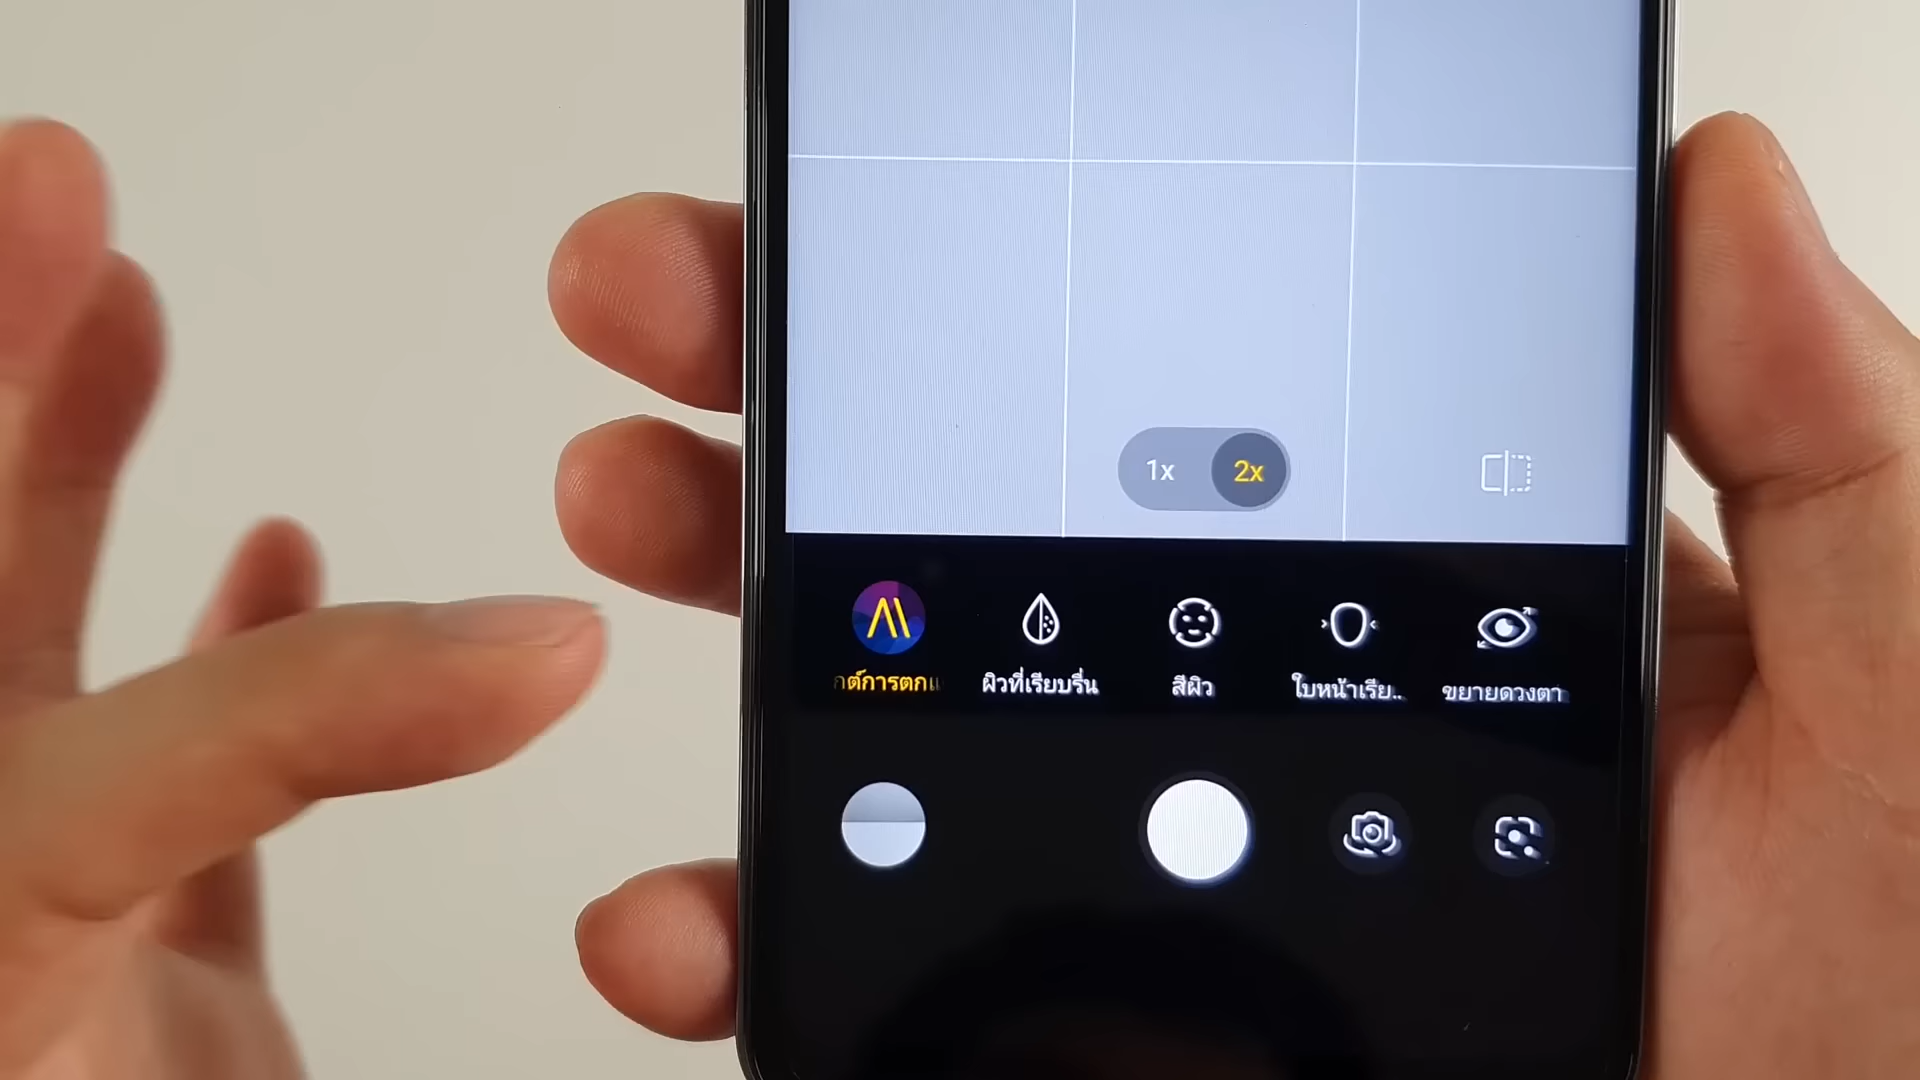 1x 2x
AI
กต์การตกแ
ผิวที่เรียบรื่น
สีผิว
ใบหน้าเรีย..
ขยายดวงตา